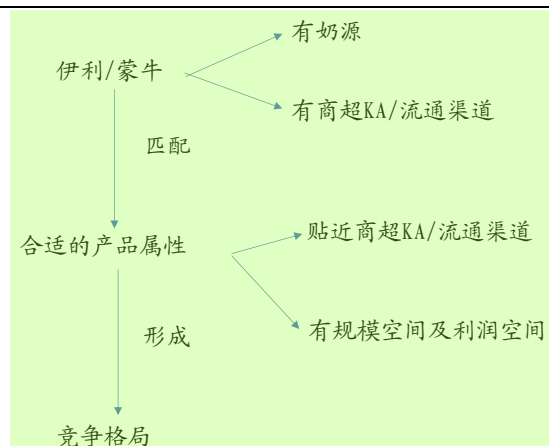 有奶源
伊利/蒙牛
有商超KA/流通渠道
匹配
贴近商超KA/流通渠道
合适的产品属性
形成
有规模空间及利润空间
竞争格局